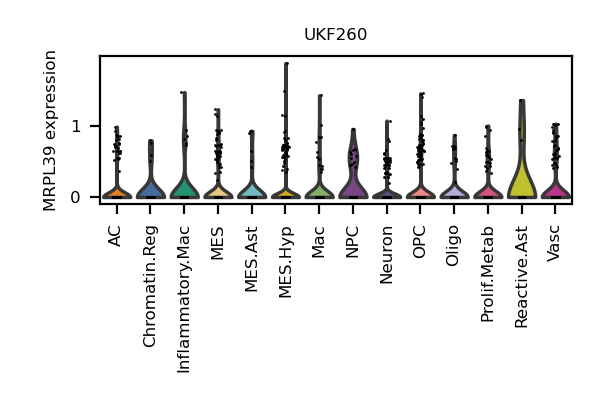 UKF260
MRPL39 expression
1
0
AC
Chromatin.Reg
Inflammatory.Mac
MES
MES.Ast
MES.Hyp
Mac
NPC
Neuron
OPC
Oligo
Prolif.Metab
Reactive.Ast
Vasc